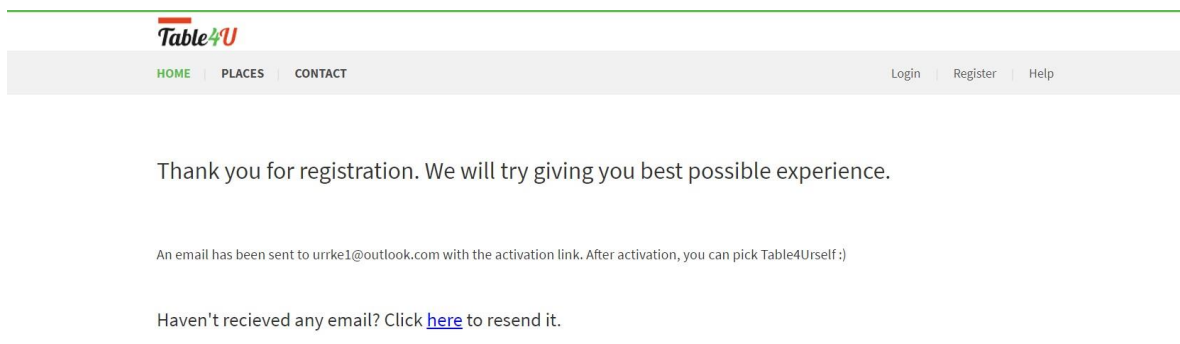 Table4U
HOME PLACES CONTACT Login Register Help
Thank you for registration. We will try giving you best possible experience.
An email has been sent to urrke1@outlook.com with the activation link. After activation, you can pick Table4Urself :)
Haven't recieved any email? Click here to resend it.